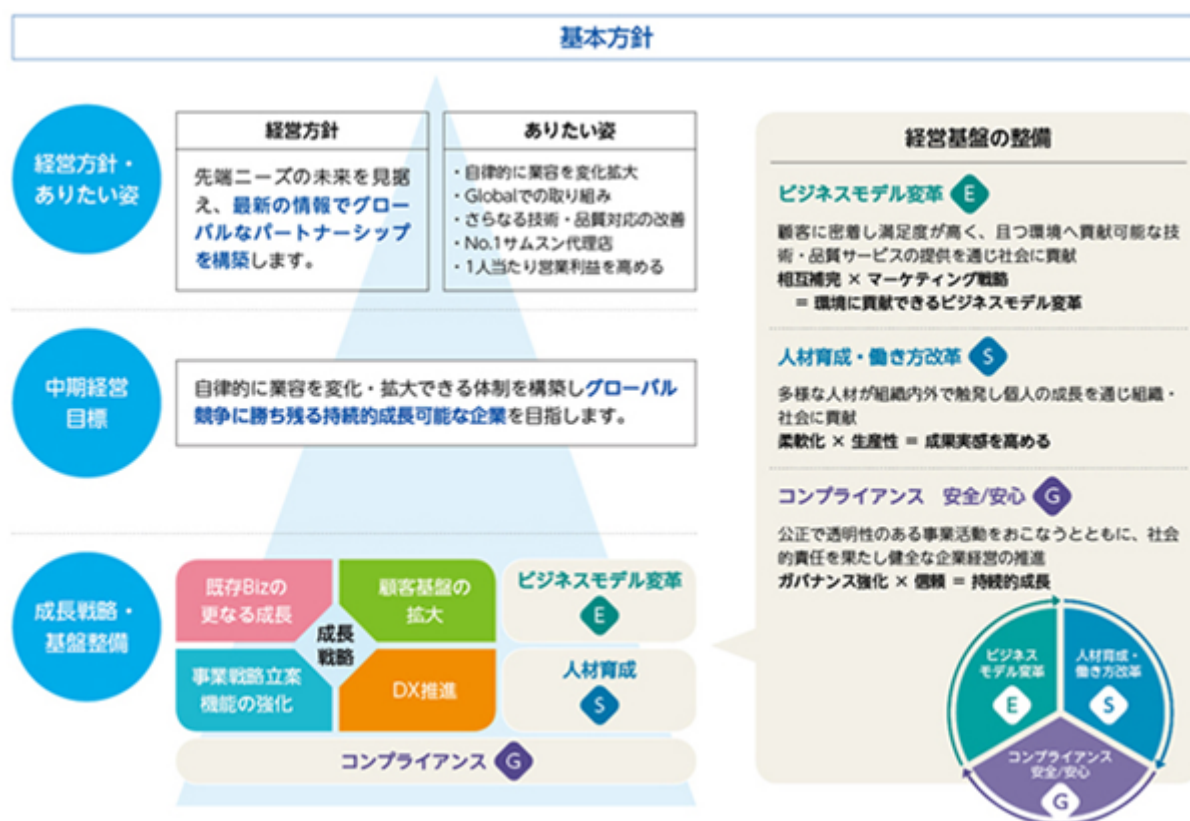 基本方針
経営方針・
ありたい姿
経営方針
先端ニーズの未来を見据
え、最新の情報でグロー
バルなパートナーシップ
を構築します。
ありたい姿
・自律的に業容を変化拡大
・Globalでの取り組み
・さらなる技術・品質対応の改善
・No.1サムスン代理店
・1人当たり営業利益を高める
中期経営
目標
自律的に業容を変化・拡大できる体制を構築しグローバル
競争に勝ち残る持続的成長可能な企業を目指します。
成長戦略・
基盤整備
既存Bizの
更なる成長
顧客基盤の
拡大
成長
戦略
事業戦略立案
機能の強化
DX推進
ビジネスモデル変革
E
人材育成
S
コンプライアンス G
経営基盤の整備
ビジネスモデル変革 E
顧客に密着し満足度が高く、且つ環境へ貢献可能な技
術・品質サービスの提供を通じ社会に貢献
相互補完 × マーケティング戦略
= 環境に貢献できるビジネスモデル変革
人材育成・働き方改革 S
多様な人材が組織内外で触発し個人の成長を通じ組織・
社会に貢献
柔軟化 × 生産性 = 成果実感を高める
コンプライアンス 安全/安心 G
公正で透明性のある事業活動をおこなうとともに、社会
的責任を果たし健全な企業経営の推進
ガバナンス強化 × 信頼 = 持続的成長
ビジネス
モデル変革
E
人材育成・
働き方改革
S
コンプライアンス
安全/安心
G